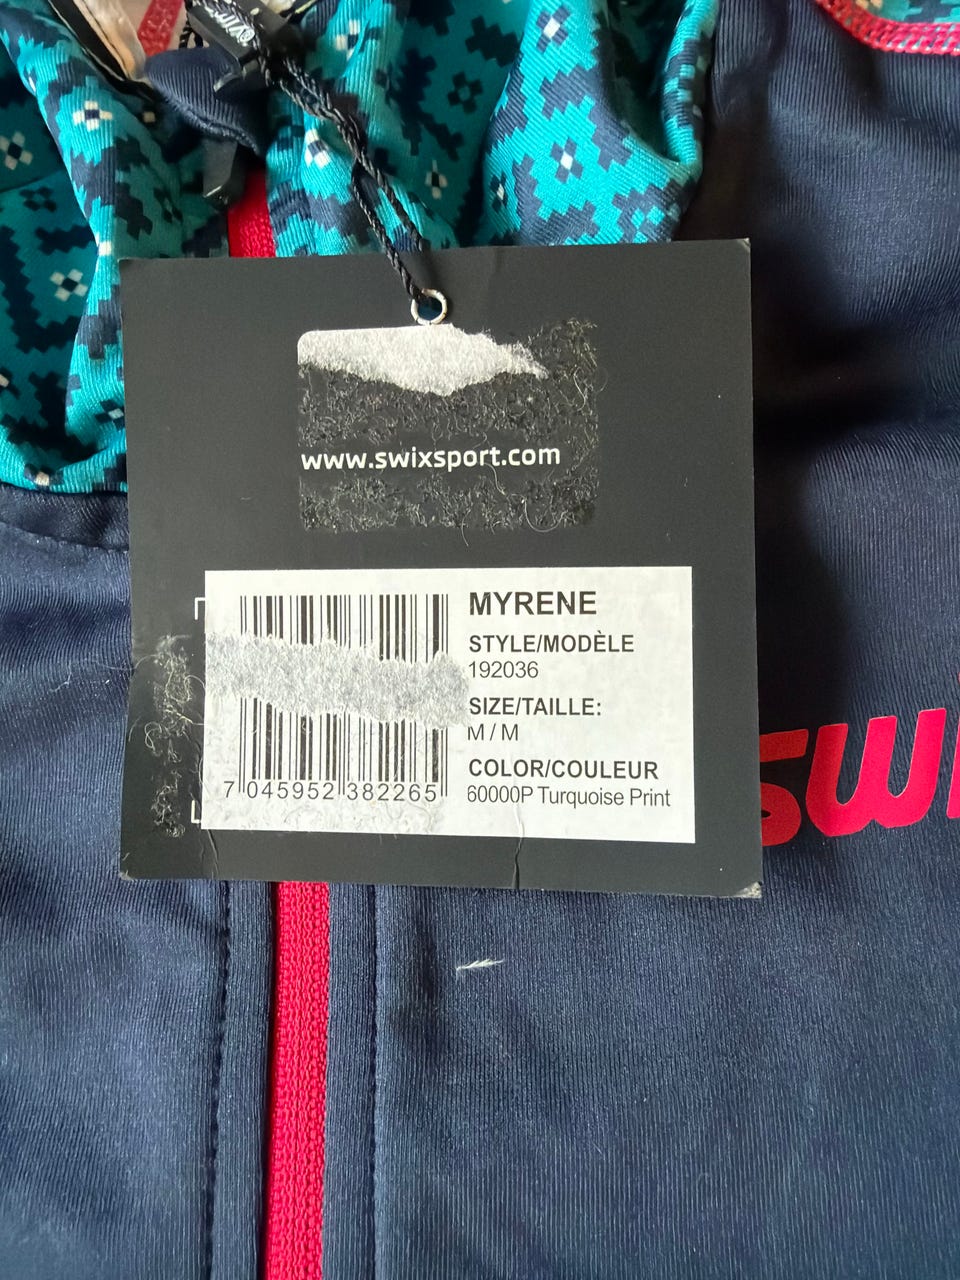 www.swixsport.com
MYRENE
STYLE/MODÈLE
192036
SIZE/TAILLE:
M / M
COLOR/COULEUR
60000P Turquoise Print
7 045952 382265
swi